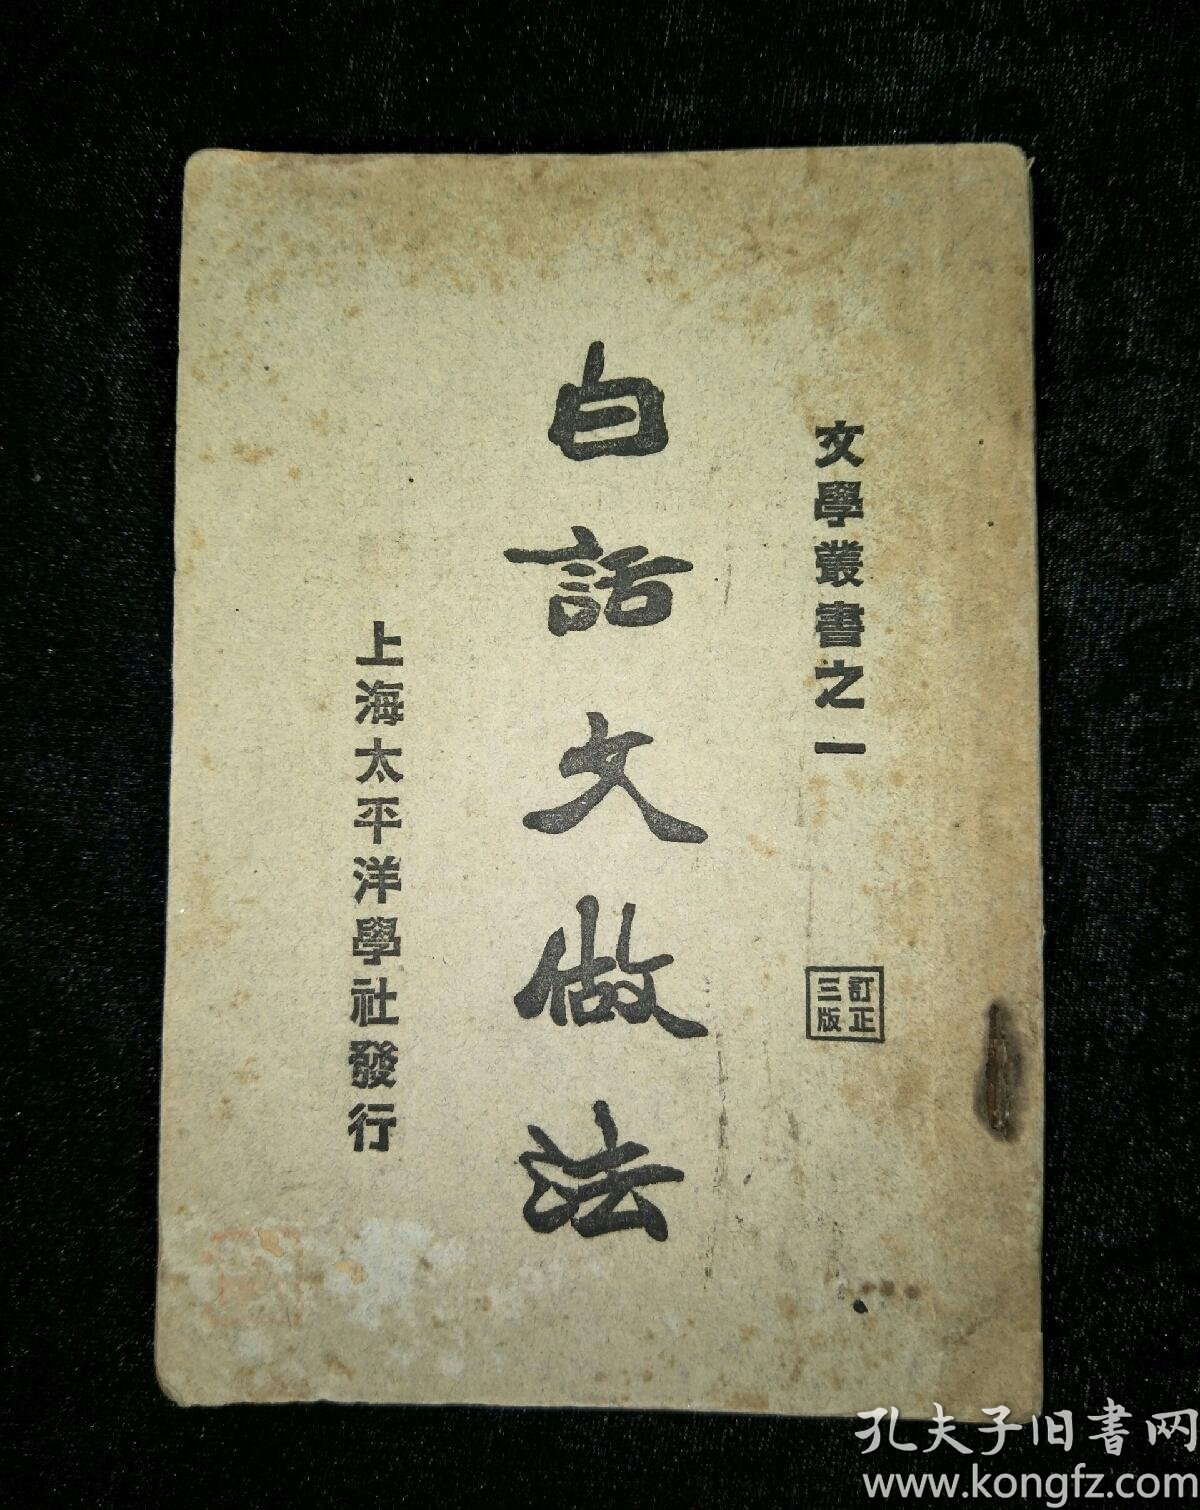 文學叢書之一
訂正
三版
白話文做法
上海太平洋學社發行
孔夫子旧書网
www.kongfz.com